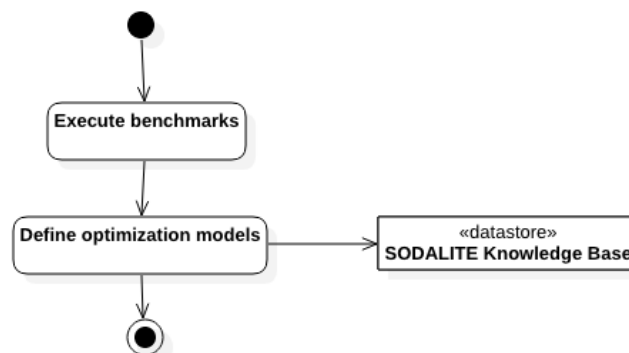 Execute benchmarks
Define optimization models
«datastore»
SODALITE Knowledge Base